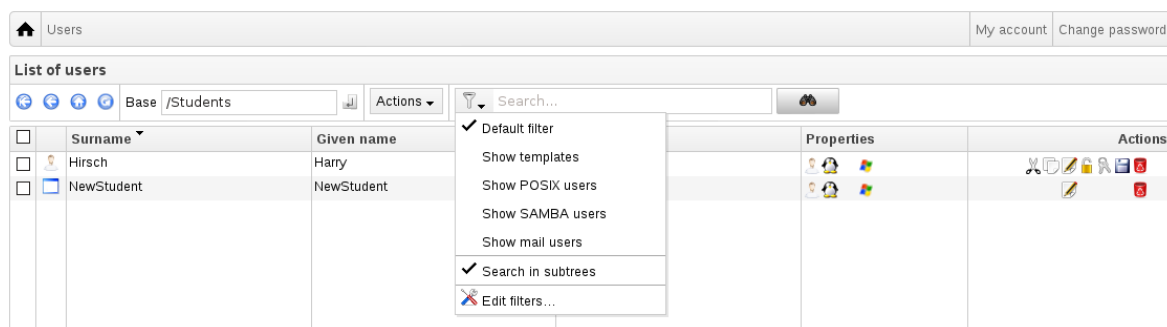 Users My account Change password
List of users
Base /Students Actions Search...
Surname Given name Properties Actions
Default filter
Hirsch Harry
Show templates
NewStudent NewStudent
Show POSIX users
Show SAMBA users
Show mail users
Search in subtrees
Edit filters...